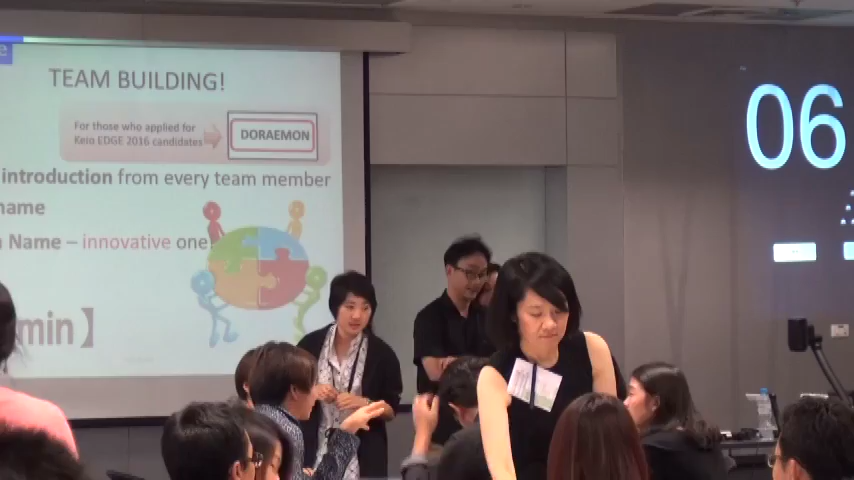 e
TEAM BUILDING!
For those who applied for
Keio EDGE 2016 candidates
DORAEMON
introduction from every team member
name
Name – innovative one
min】
06